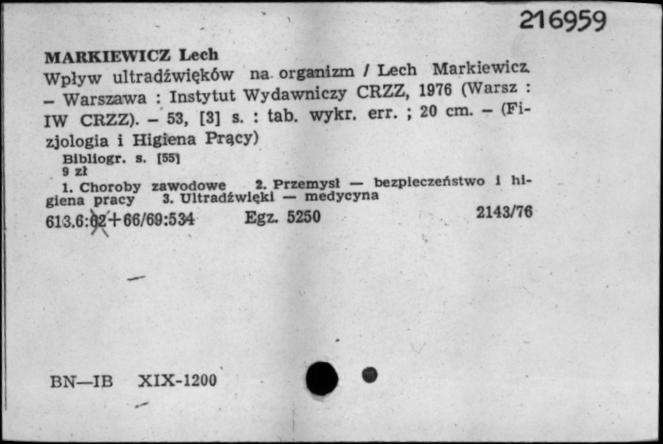 216959
MARKIEWICZ Lech
Wpływ ultradźwięków na organizm / Lech Markiewicz.
– Warszawa : Instytut Wydawniczy CRZZ, 1976 (Warsz :
IW CRZZ). – 53, [3] s. : tab. wykr. err. ; 20 cm. – (Fi-
zjologia i Higiena Pracy)
Bibliogr. s. [55]
9 zł
1. Choroby zawodowe 2. Przemysł — bezpieczeństwo i hi-
giena pracy 3. Ultradźwięki — medycyna
613.6:62+66/69:534 Egz. 5250 2143/76
BN—IB XIX-1200